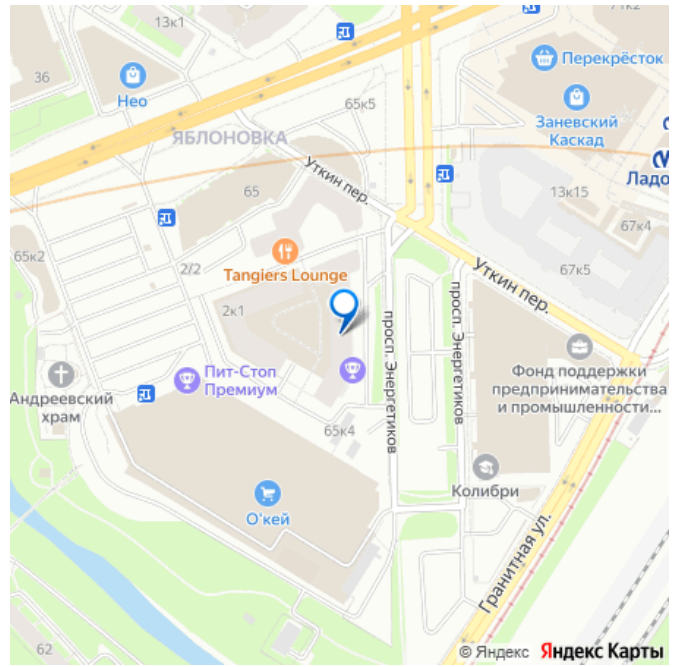 71к2
13к1
Перекрёсток
36
Нео
65к5
Заневский
Каскад
ЯБЛОНОВКА
Ладо
Уткин пер.
65
13к15
67к4
65к2
2/2
Tangiers Lounge
67к5
Уткин пер.
2к1
просп. Энергетиков
просп. Энергетиков
Пит-Стоп
Премиум
Фонд поддержки
предпринимательства
и промышленности...
Андреевский
храм
65к4
Колибри
О'кей
Гранитная ул.
62
© Яндекс Яндекс Карты